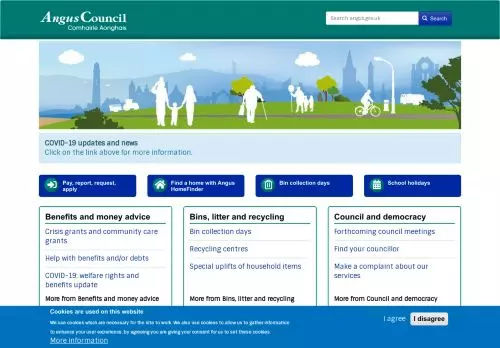 Angus Council
Comhairle Aonghais
Search angus.gov.uk
Search
COVID-19 updates and news
Click on the link above for more information.
Pay, report, request,
apply
Find a home with Angus
HomeFinder
Bin collection days
School holidays
Benefits and money advice
Crisis grants and community care
grants
Help with benefits and/or debts
COVID-19: welfare rights and
benefits update
More from Benefits and money advice
Bins, litter and recycling
Bin collection days
Recycling centres
Special uplifts of household items
More from Bins, litter and recycling
Council and democracy
Forthcoming council meetings
Find your councillor
Make a complaint about our
services
More from Council and democracy
Cookies are used on this website
We use cookies which are necessary for the site to work. We also use cookies to allow us to gather information
to enhance your user experience, by agreeing you are giving your consent for us to set these cookies.
More information
I agree
I disagree